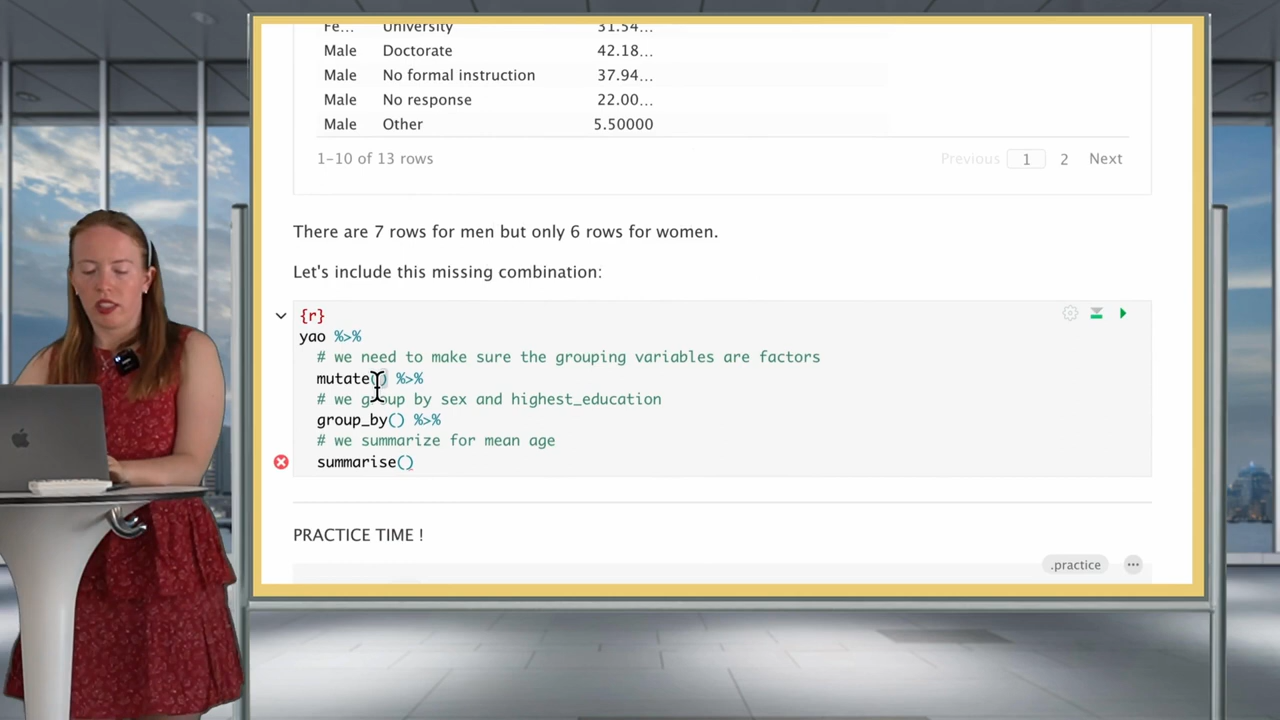 Fe... University 31.54...
Male Doctorate 42.18...
Male No formal instruction 37.94...
Male No response 22.00...
Male Other 5.50000
1-10 of 13 rows Previous 1 2 Next
There are 7 rows for men but only 6 rows for women.
Let's include this missing combination:
{r}
yao %>%
# we need to make sure the grouping variables are factors
mutate() %>%
# we group by sex and highest_education
group_by() %>%
# we summarize for mean age
summarise()
PRACTICE TIME !
.practice ...